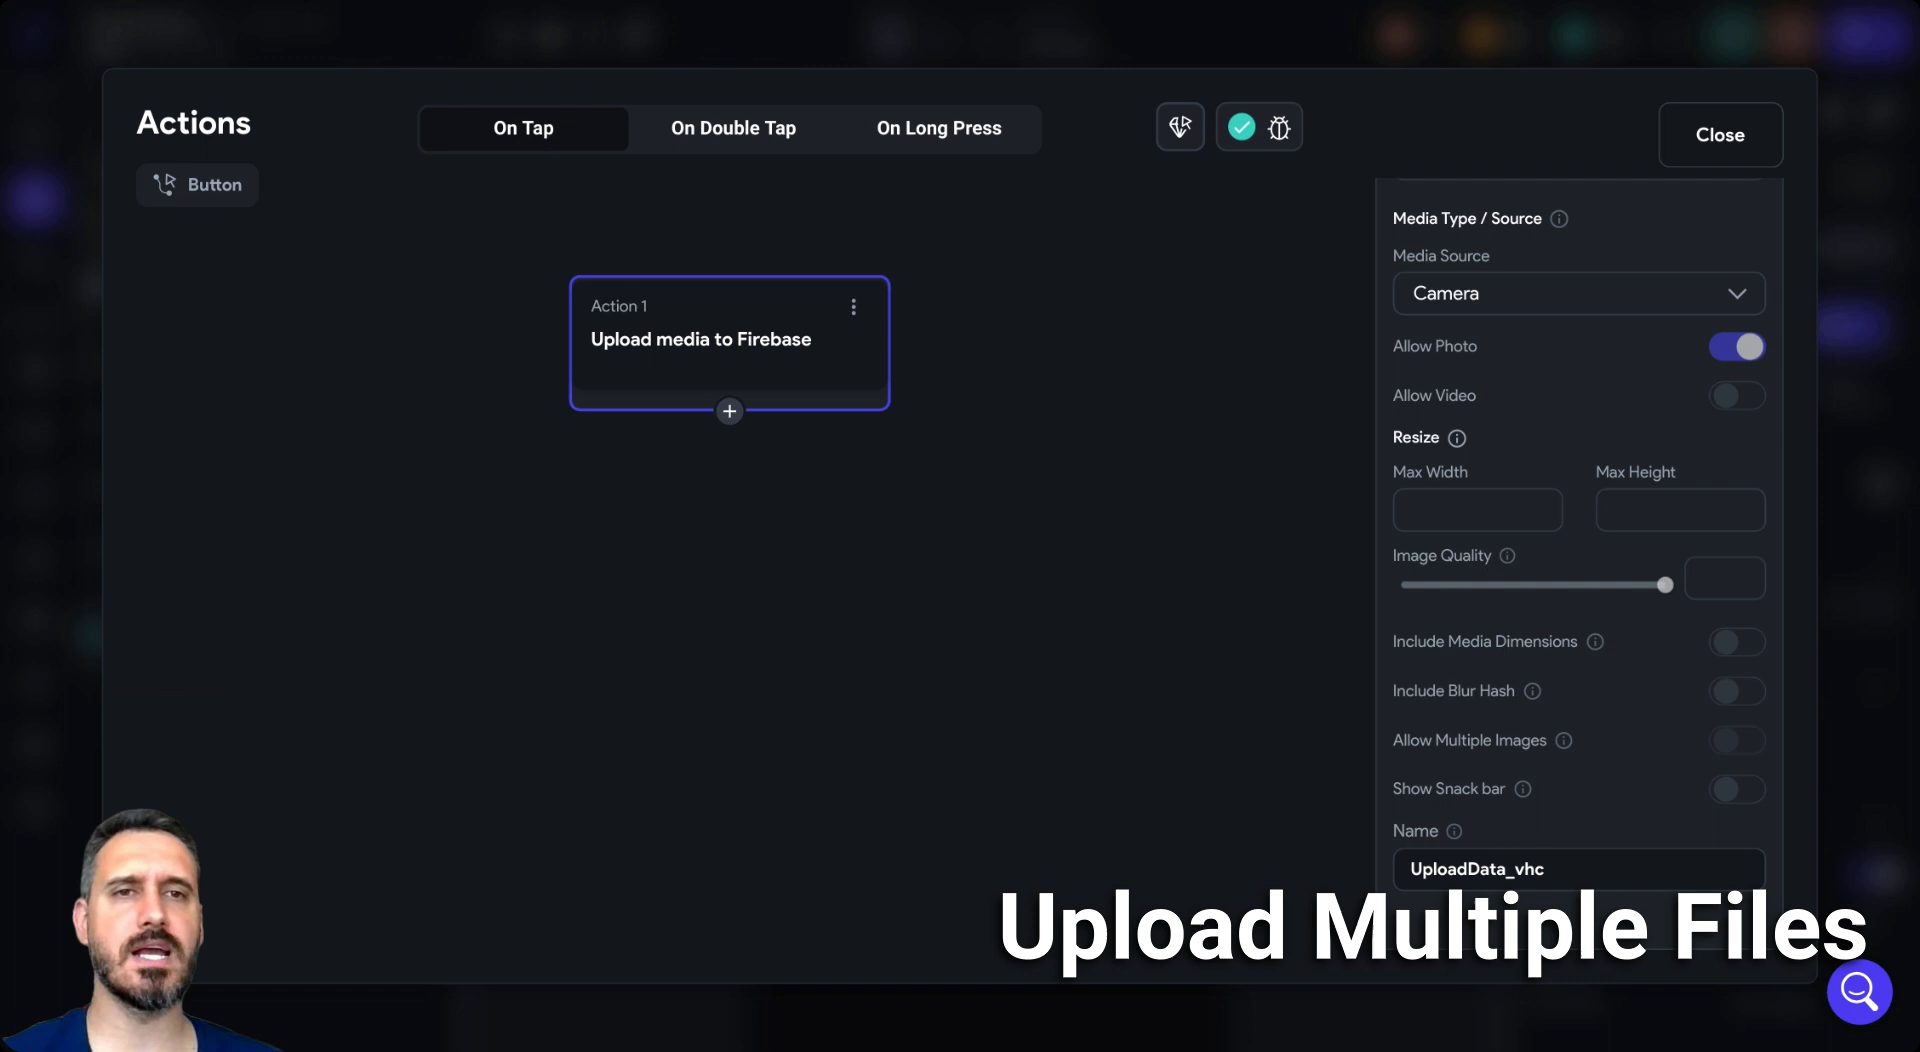 Actions
On Tap
On Double Tap
On Long Press
Close
Button
Action 1
Upload media to Firebase
Media Type / Source
Media Source
Camera
Allow Photo
Allow Video
Resize
Max Width
Max Height
Image Quality
Include Media Dimensions
Include Blur Hash
Allow Multiple Images
Show Snack bar
Name
UploadData_vhc
Upload Multiple Files